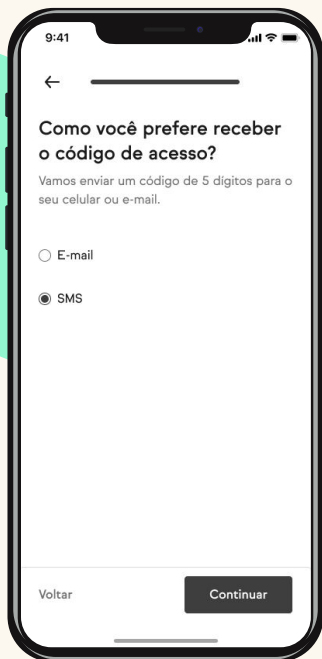 9:41
Como você prefere receber
o código de acesso?
Vamos enviar um código de 5 dígitos para o
seu celular ou e-mail.
E-mail
SMS
Voltar
Continuar